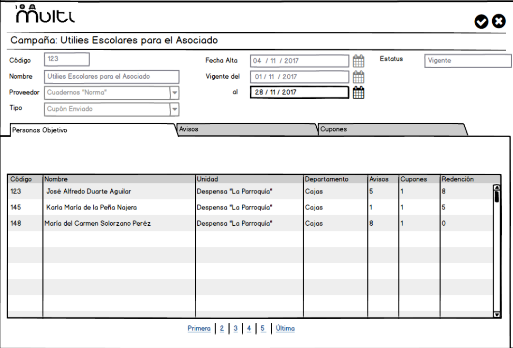 multi
Campaña: Utilies Escolares para el Asociado
Código 123 Fecha Alta 04 / 11 / 2017 Estatus Vigente
Nombre Utilies Escolares para el Asociado Vigente del 01 / 11 / 2017
Proveedor Cuadernos "Norma" al 28 / 11 / 2017
Tipo Cupón Enviado
Personas Objetivo Avisos Cupones
Código Nombre Unidad Departamento Avisos Cupones Redención
123 José Alfredo Duarte Aguilar Despensa "La Parroquia" Cajas 5 1 8
145 Karla María de la Peña Najera Despensa "La Parroquia" Cajas 1 1 5
148 María del Carmen Solorzano Peréz Despensa "La Parroquia" Cajas 8 1 0
Primero 2 3 4 5 Último